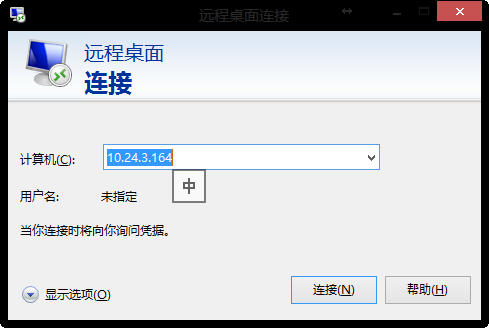 远程桌面连接
远程桌面
连接
计算机(C): 10.24.3.164
中
用户名: 未指定
当你连接时将向你询问凭据。
显示选项(O) 连接(N) 帮助(H)